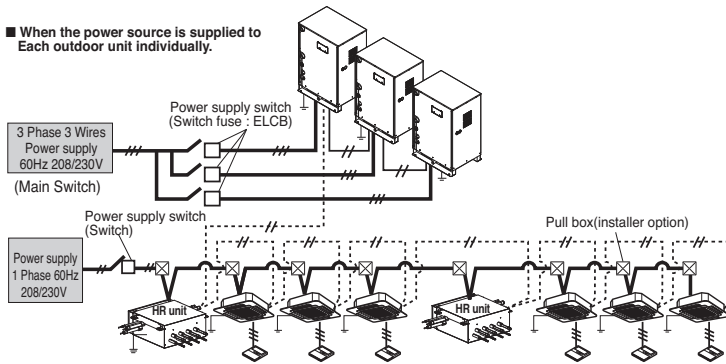 ■ When the power source is supplied to
Each outdoor unit individually.
Power supply switch
(Switch fuse : ELCB)
3 Phase 3 Wires
Power supply
60Hz 208/230V
(Main Switch)
Power supply switch
(Switch)
Pull box(installer option)
Power supply
1 Phase 60Hz
208/230V
HR unit
HR unit